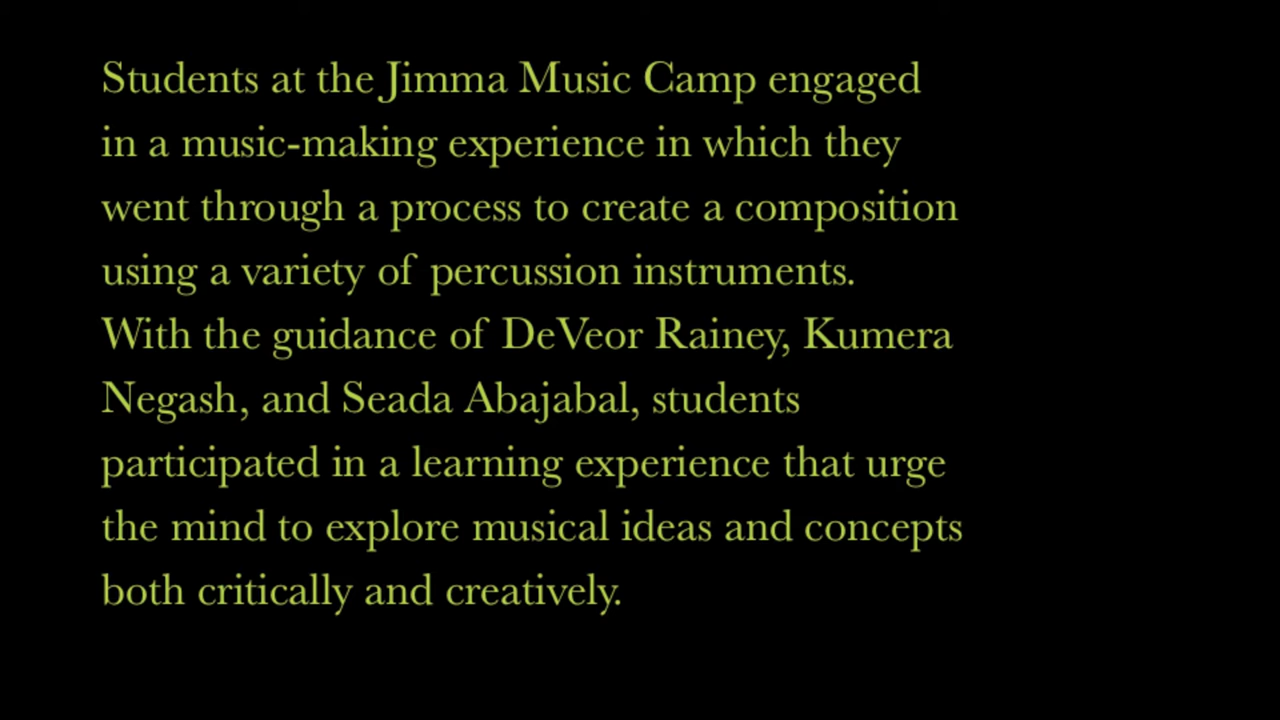 Students at the Jimma Music Camp engaged
in a music-making experience in which they
went through a process to create a composition
using a variety of percussion instruments.
With the guidance of DeVeor Rainey, Kumera
Negash, and Seada Abajabal, students
participated in a learning experience that urge
the mind to explore musical ideas and concepts
both critically and creatively.